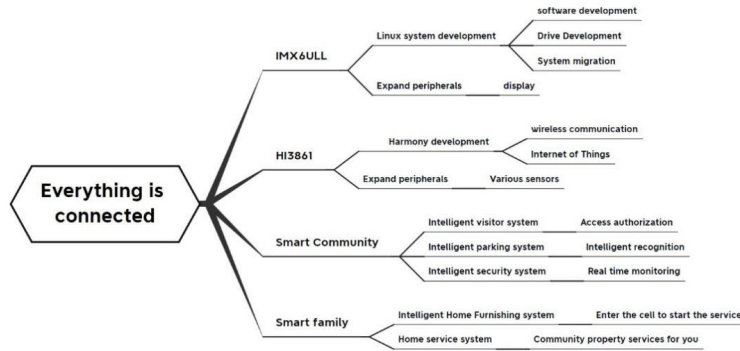 Everything is
connected
IMX6ULL
Linux system development
software development
Drive Development
System migration
Expand peripherals
display
HI3861
Harmony development
wireless communication
Internet of Things
Expand peripherals
Various sensors
Smart Community
Intelligent visitor system
Access authorization
Intelligent parking system
Intelligent recognition
Intelligent security system
Real time monitoring
Smart family
Intelligent Home Furnishing system
Enter the cell to start the service
Home service system
Community property services for you